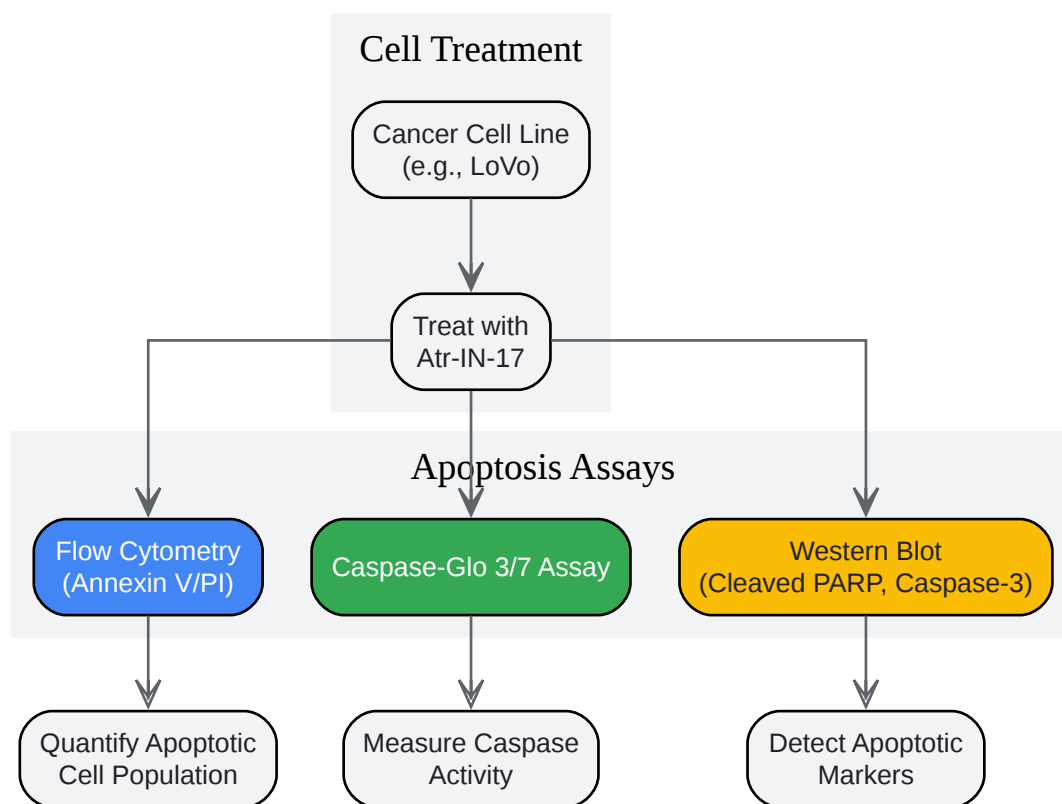 Cell Treatment
Cancer Cell Line
(e.g., LoVo)
Treat with
Atr-IN-17
Apoptosis Assays
Flow Cytometry
(Annexin V/PI)
Caspase-Glo 3/7 Assay
Western Blot
(Cleaved PARP, Caspase-3)
Quantify Apoptotic
Cell Population
Measure Caspase
Activity
Detect Apoptotic
Markers